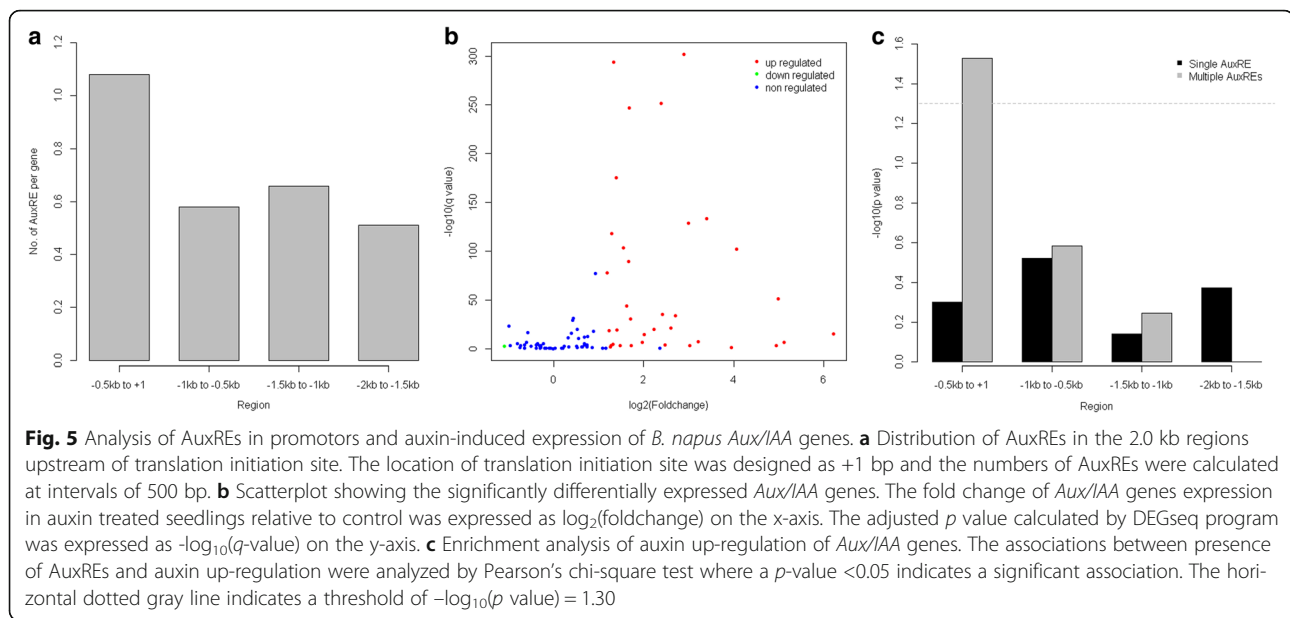 a
1.2
1.0
0.8
0.6
0.4
0.2
0.0
No. of AuxRE per gene
-0.5kb to +1
-1kb to -0.5kb
-1.5kb to -1kb
-2kb to -1.5kb
Region
b
300
250
200
150
100
50
0
-log10(q value)
up regulated
down regulated
non regulated
0
2
4
6
log2(Foldchange)
c
1.6
1.4
1.2
1.0
0.8
0.6
0.4
0.2
0.0
-log10(p value)
Single AuxRE
Multiple AuxREs
-0.5kb to +1
-1kb to -0.5kb
-1.5kb to -1kb
-2kb to -1.5kb
Region
Fig. 5 Analysis of AuxREs in promotors and auxin-induced expression of B. napus Aux/IAA genes. a Distribution of AuxREs in the 2.0 kb regions
upstream of translation initiation site. The location of translation initiation site was designed as +1 bp and the numbers of AuxREs were calculated
at intervals of 500 bp. b Scatterplot showing the significantly differentially expressed Aux/IAA genes. The fold change of Aux/IAA genes expression
in auxin treated seedlings relative to control was expressed as log2(foldchange) on the x-axis. The adjusted p value calculated by DEGseq program
was expressed as -log10(q-value) on the y-axis. c Enrichment analysis of auxin up-regulation of Aux/IAA genes. The associations between presence
of AuxREs and auxin up-regulation were analyzed by Pearson's chi-square test where a p-value <0.05 indicates a significant association. The hori-
zontal dotted gray line indicates a threshold of –log10(p value) = 1.30